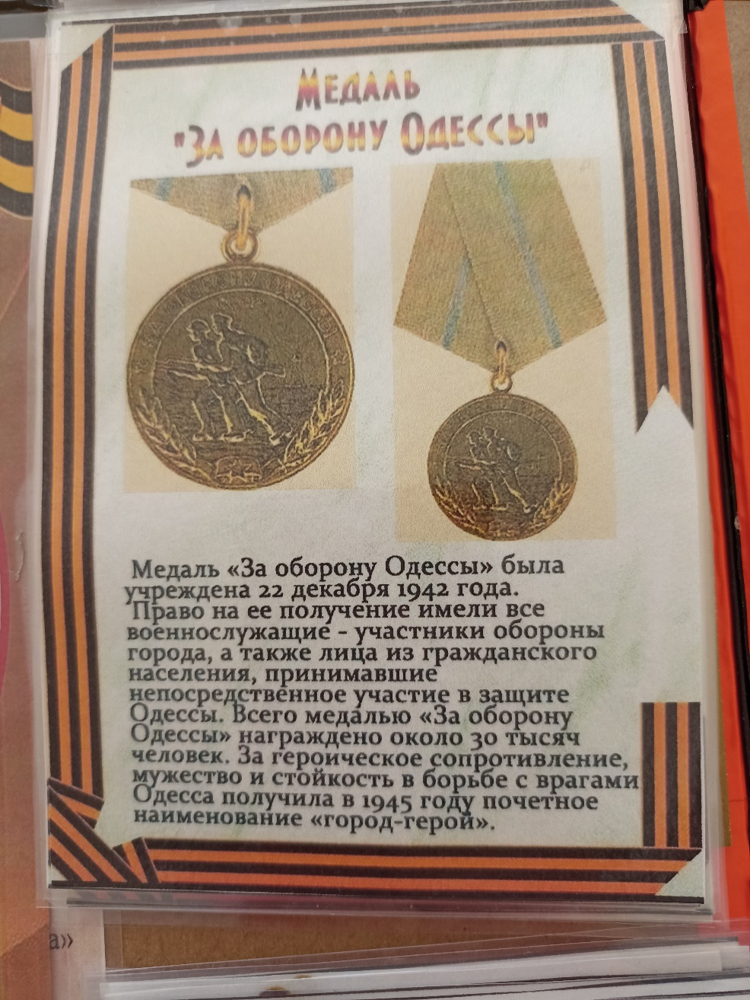 Медаль
"За оборону Одессы"
ЗА ОБОРОНУ ОДЕССЫ
Медаль «За оборону Одессы» была
учреждена 22 декабря 1942 года.
Право на ее получение имели все
военнослужащие - участники обороны
города, а также лица из гражданского
населения, принимавшие
непосредственное участие в защите
Одессы. Всего медалью «За оборону
Одессы» награждено около 30 тысяч
человек. За героическое сопротивление,
мужество и стойкость в борьбе с врагами
Одесса получила в 1945 году почетное
наименование «город-герой».
а»